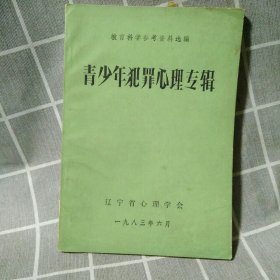 教育科学参考资料选编
青少年犯罪心理专辑
辽宁省心理学会
一九八三年六月